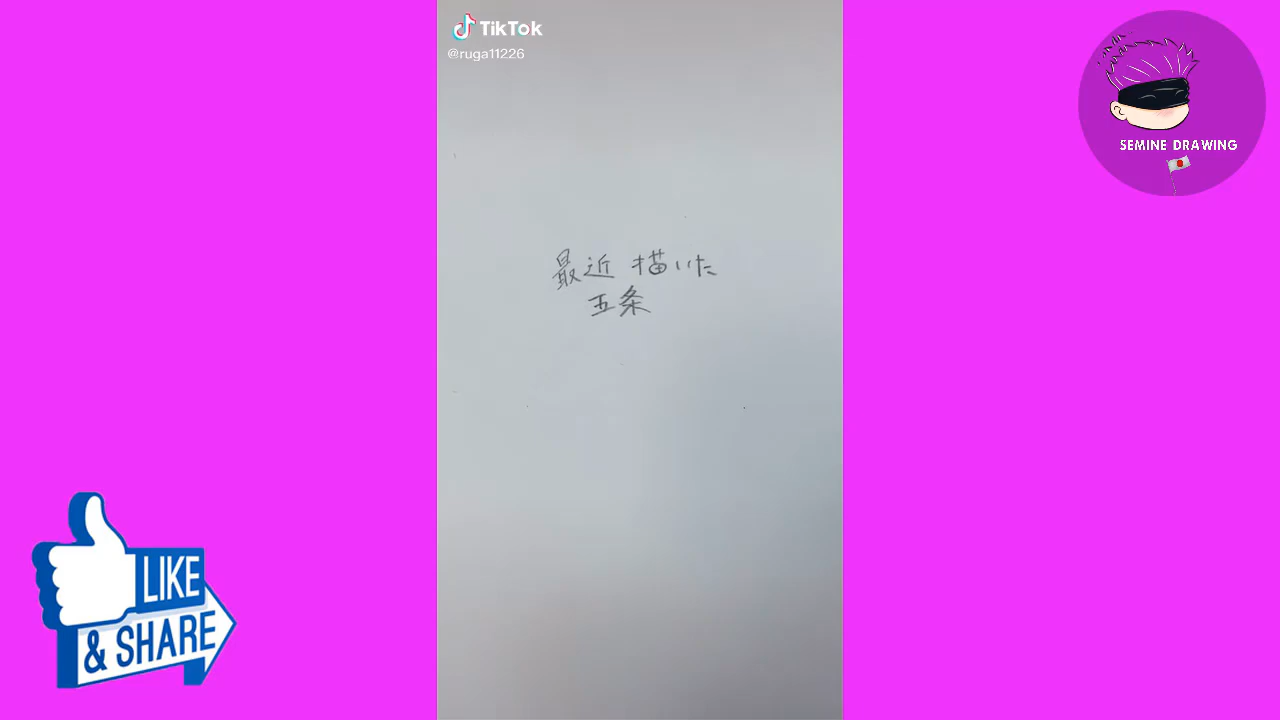 TikTok
@ruga11226
最近 描いた
五条
SEMINE DRAWING
LIKE
& SHARE